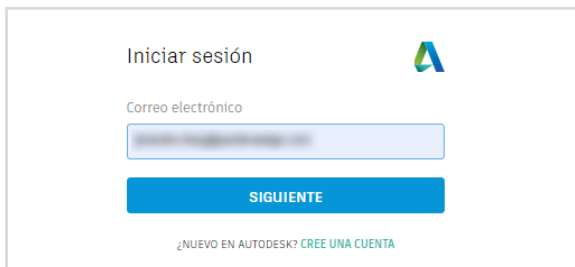 Iniciar sesión
Correo electrónico
SIGUIENTE
¿NUEVO EN AUTODESK? CREE UNA CUENTA